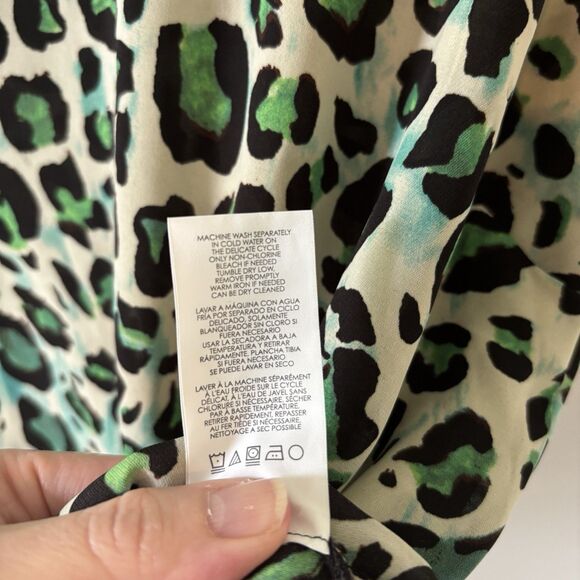 MACHINE WASH SEPARATELY
IN COLD WATER ON
THE DELICATE CYCLE
ONLY NON-CHLORINE
BLEACH IF NEEDED
TUMBLE DRY LOW,
REMOVE PROMPTLY
WARM IRON IF NEEDED
CAN BE DRY CLEANED
LAVAR A MÁQUINA CON AGUA
FRÍA POR SEPARADO EN CICLO
DELICADO, SOLAMENTE
BLANQUEADOR SIN CLORO SI
FUERA NECESARIO.
USAR LA SECADORA A BAJA
TEMPERATURA Y RETIRAR
RÁPIDAMENTE. PLANCHA TIBIA
SI FUERA NECESARIO
SE PUEDE LAVAR EN SECO
LAVER À LA MACHINE SÉPARÉMENT
À L'EAU FROIDE SUR LE CYCLE
DÉLICAT, À L'EAU DE JAVEL SANS
CHLORURE SI NÉCESSAIRE, SÉCHER
PAR À BASSE TEMPÉRATURE,
RETIRER RAPIDEMENT. REPASSER
AU FER TIÈDE SI NÉCESSAIRE
NETTOYAGE A SEC POSSIBLE